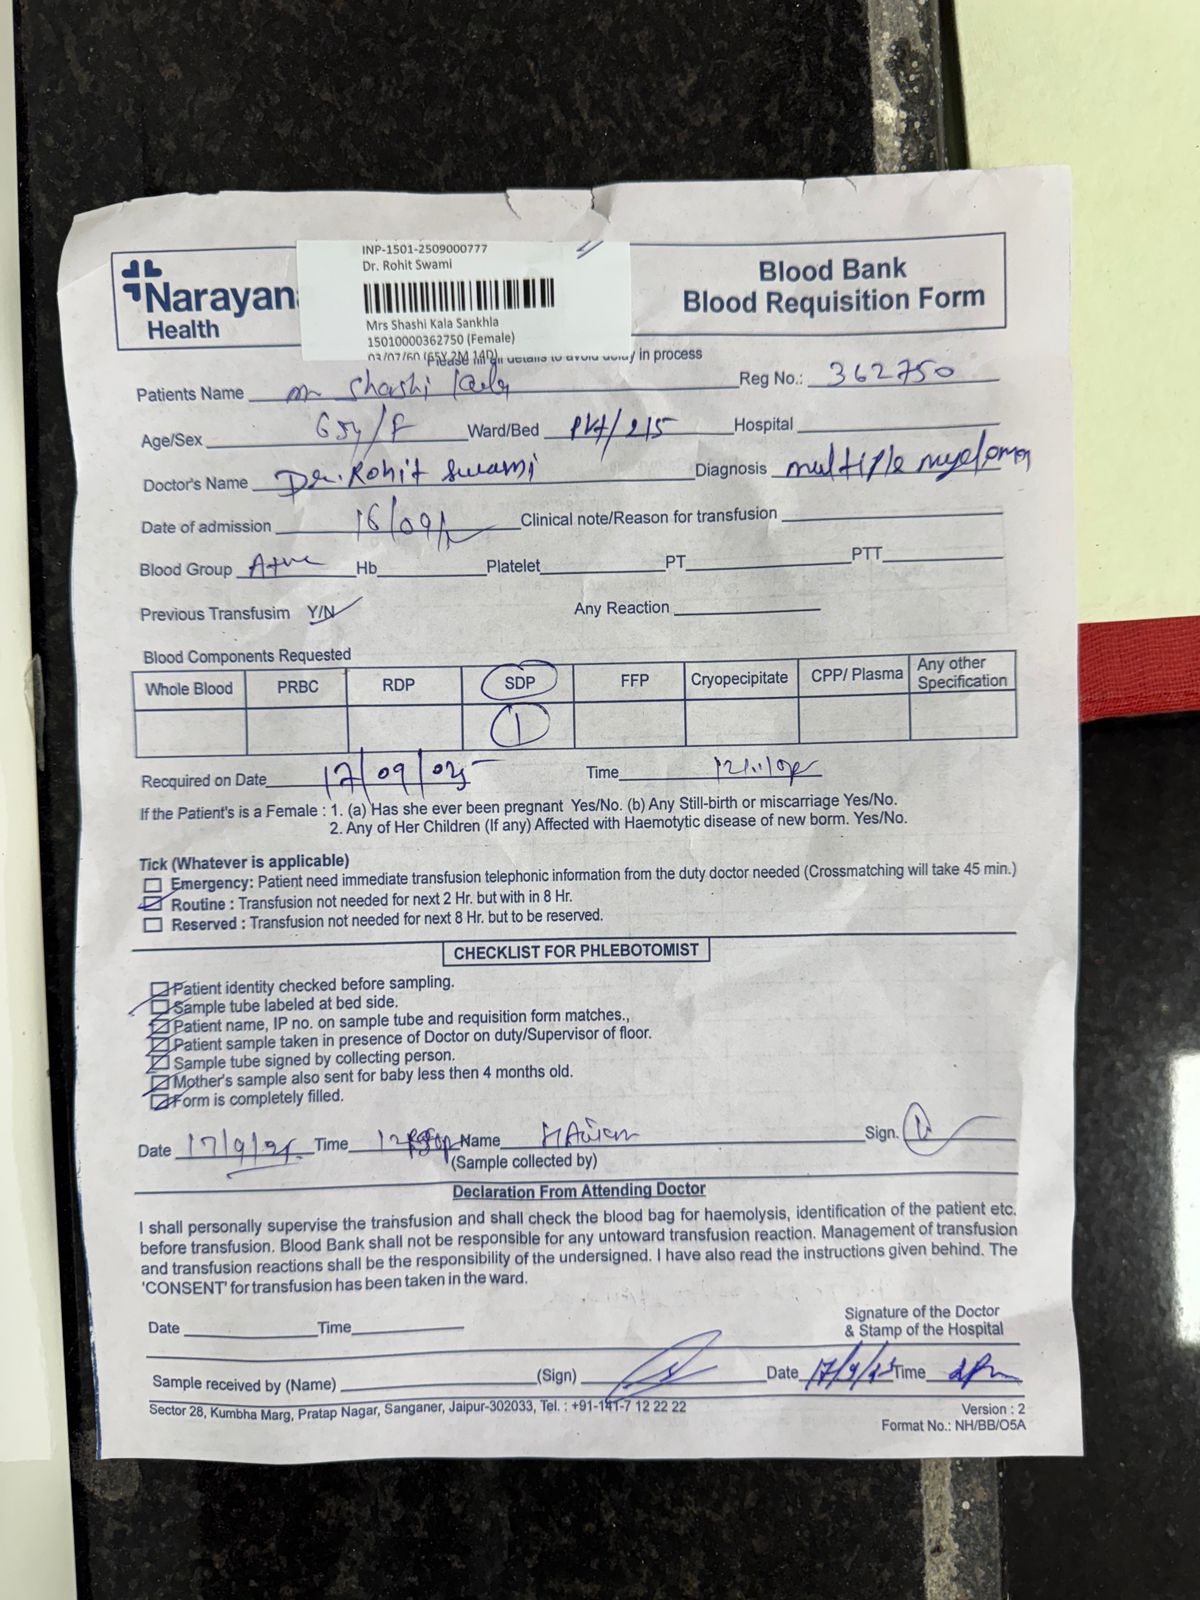 INP-1501-2509000777
Dr. Rohit Swami
Mrs Shashi Kala Sankhla
15010000362750 (Female)
03/07/60 (65Y 2M 14D)
Narayan
Health
Blood Bank
Blood Requisition Form
Please fill all details to avoid delay in process
Patients Name Shashi Kala Reg No.: 362750
Age/Sex 65y/F Ward/Bed Pvt/215 Hospital
Doctor's Name Dr. Rohit Swami Diagnosis multiple myeloma
Date of admission 16/09/ Clinical note/Reason for transfusion
Blood Group A+ve Hb Platelet PT PTT
Previous Transfusim Y/N Any Reaction
Blood Components Requested
Whole Blood PRBC RDP SDP FFP Cryopecipitate CPP/ Plasma Any other Specification
1
Recquired on Date 17/09/025 Time
If the Patient's is a Female : 1. (a) Has she ever been pregnant Yes/No. (b) Any Still-birth or miscarriage Yes/No.
2. Any of Her Children (If any) Affected with Haemotytic disease of new borm. Yes/No.
Tick (Whatever is applicable)
Emergency: Patient need immediate transfusion telephonic information from the duty doctor needed (Crossmatching will take 45 min.)
Routine : Transfusion not needed for next 2 Hr. but with in 8 Hr.
Reserved : Transfusion not needed for next 8 Hr. but to be reserved.
CHECKLIST FOR PHLEBOTOMIST
Patient identity checked before sampling.
Sample tube labeled at bed side.
Patient name, IP no. on sample tube and requisition form matches.,
Patient sample taken in presence of Doctor on duty/Supervisor of floor.
Sample tube signed by collecting person.
Mother's sample also sent for baby less then 4 months old.
Form is completely filled.
Date 17/9/25 Time Name Sign.
(Sample collected by)
Declaration From Attending Doctor
I shall personally supervise the transfusion and shall check the blood bag for haemolysis, identification of the patient etc.
before transfusion. Blood Bank shall not be responsible for any untoward transfusion reaction. Management of transfusion
and transfusion reactions shall be the responsibility of the undersigned. I have also read the instructions given behind. The
'CONSENT' for transfusion has been taken in the ward.
Signature of the Doctor
& Stamp of the Hospital
Date Time
Sample received by (Name) (Sign) Date 17/9/25 Time 2pm
Sector 28, Kumbha Marg, Pratap Nagar, Sanganer, Jaipur-302033, Tel. : +91-141-7 12 22 22
Version : 2
Format No.: NH/BB/O5A